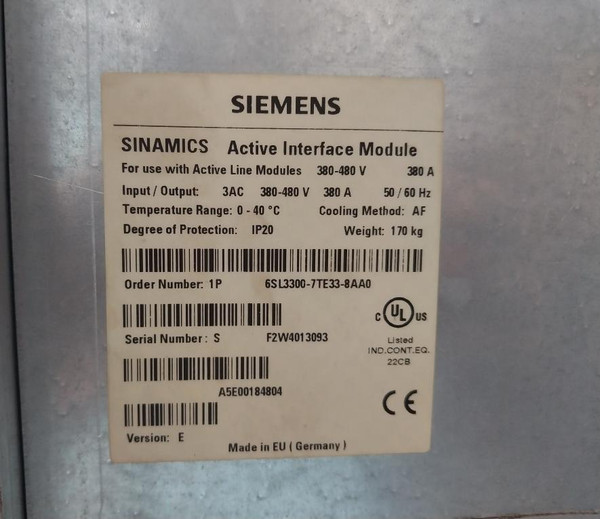 SIEMENS
SINAMICS Active Interface Module
For use with Active Line Modules 380-480 V 380 A
Input / Output: 3AC 380-480 V 380 A 50 / 60 Hz
Temperature Range: 0 - 40 °C Cooling Method: AF
Degree of Protection: IP20 Weight: 170 kg
Order Number: 1P 6SL3300-7TE33-8AA0
C UL US
Serial Number: S F2W4013093
Listed
IND.CONT.EQ.
22CB
A5E00184804
CE
Version: E
Made in EU ( Germany )